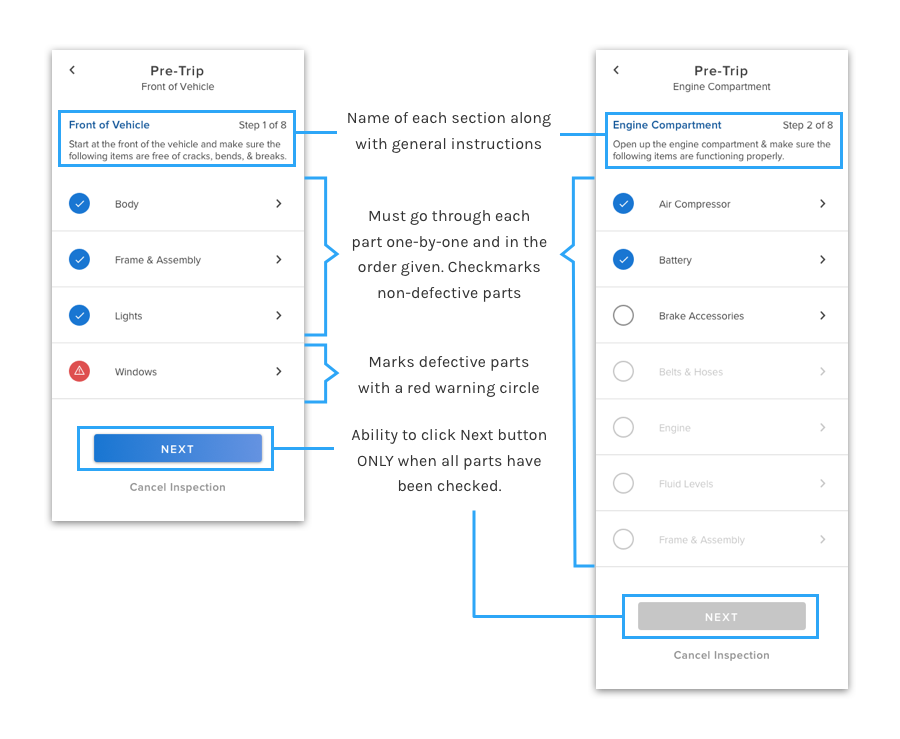 Pre-Trip
Front of Vehicle
Front of Vehicle
Step 1 of 8
Start at the front of the vehicle and make sure the
following items are free of cracks, bends, & breaks.
Body
Frame & Assembly
Lights
Windows
NEXT
Cancel Inspection
Name of each section along
with general instructions
Must go through each
part one-by-one and in the
order given. Checkmarks
non-defective parts
Marks defective parts
with a red warning circle
Ability to click Next button
ONLY when all parts have
been checked.
Pre-Trip
Engine Compartment
Engine Compartment
Step 2 of 8
Open up the engine compartment & make sure the
following items are functioning properly.
Air Compressor
Battery
Brake Accessories
Belts & Hoses
Engine
Fluid Levels
Frame & Assembly
NEXT
Cancel Inspection